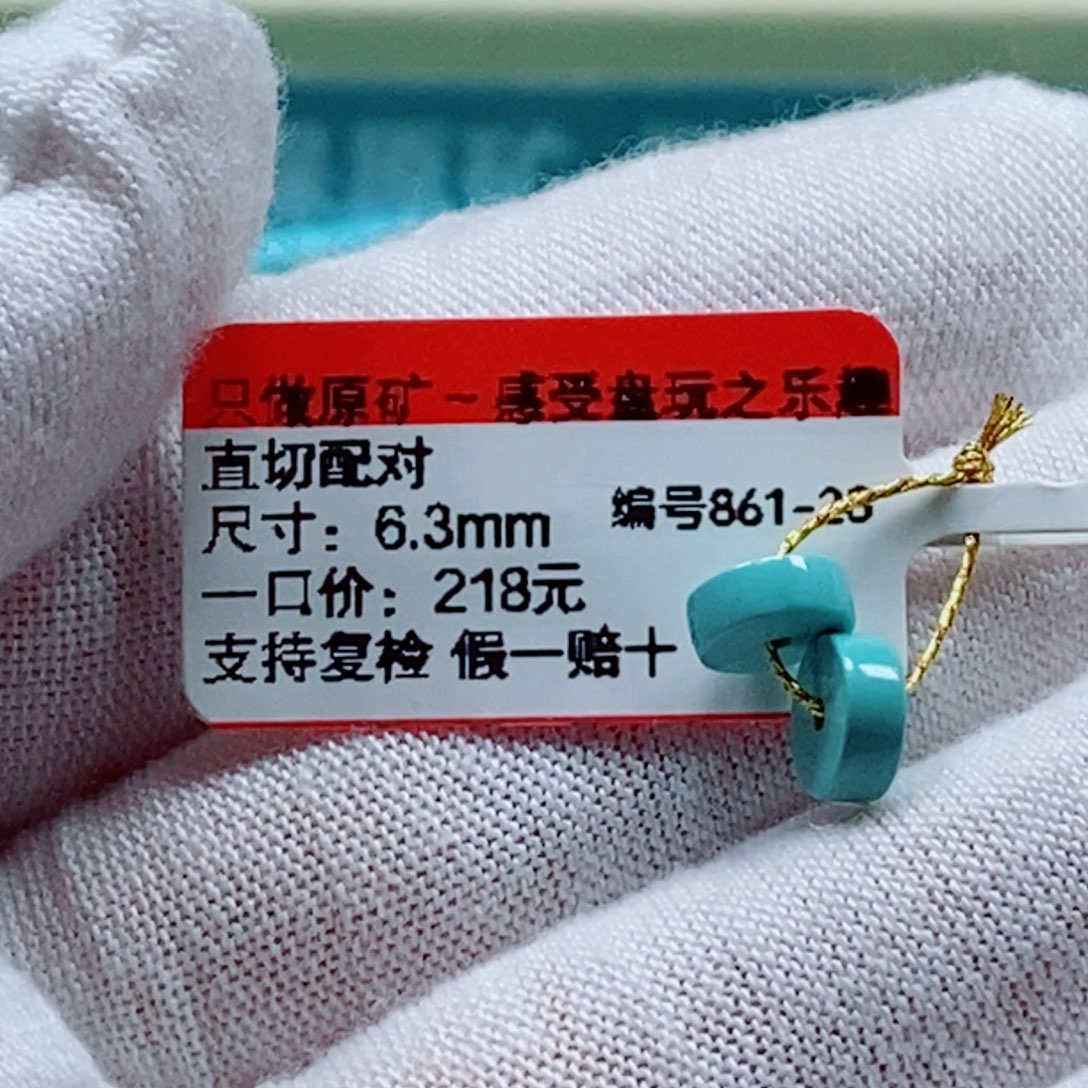 只做原矿~感受盘玩之乐趣
直切配对
尺寸：6.3mm
编号861-28
一口价：218元
支持复检 假一赔十